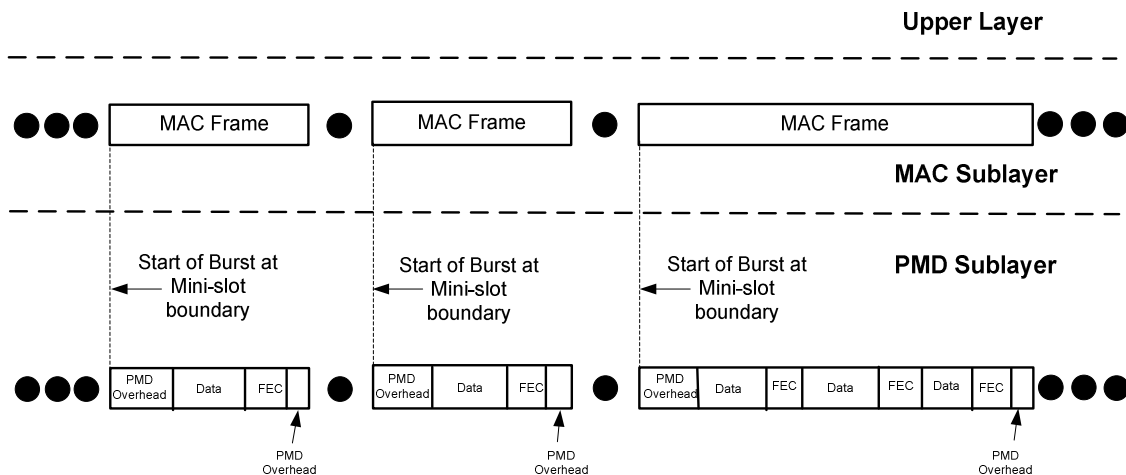 Upper Layer
MAC Frame
MAC Frame
MAC Frame
MAC Sublayer
Start of Burst at
Mini-slot
boundary
Start of Burst at
Mini-slot
boundary
Start of Burst at
Mini-slot
boundary
PMD Sublayer
PMD
Overhead
Data
FEC
PMD
Overhead
Data
FEC
PMD
Overhead
Data
FEC
Data
FEC
Data
FEC
PMD
Overhead
PMD
Overhead
PMD
Overhead